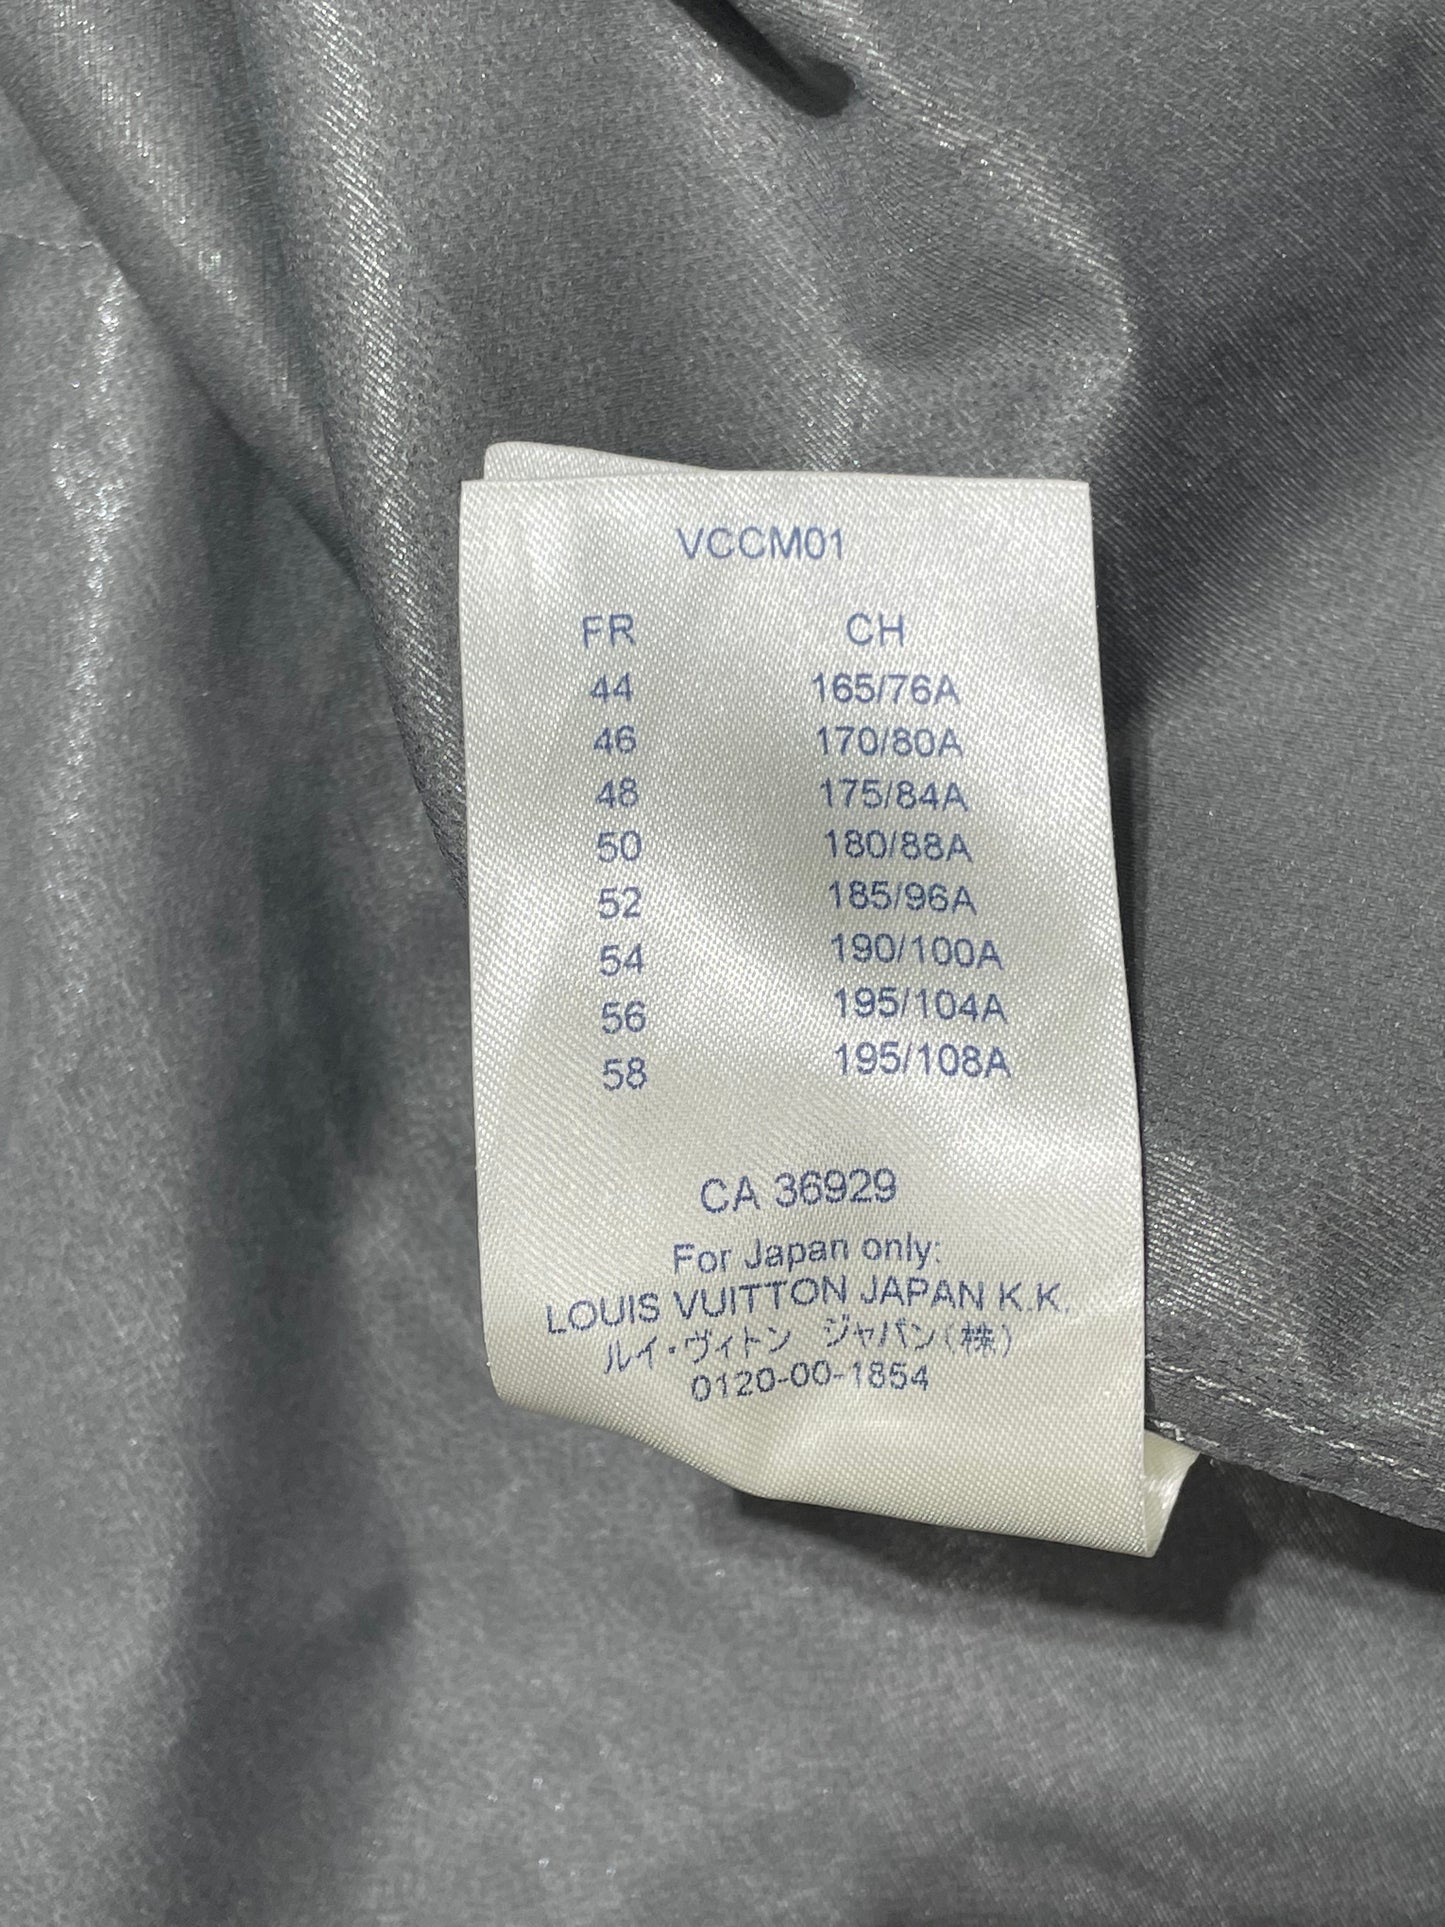 VCCM01
FR CH
44 165/76A
46 170/80A
48 175/84A
50 180/88A
52 185/96A
54 190/100A
56 195/104A
58 195/108A
CA 36929
For Japan only:
LOUIS VUITTON JAPAN K.K.
ルイ・ヴィトン ジャパン(株)
0120-00-1854